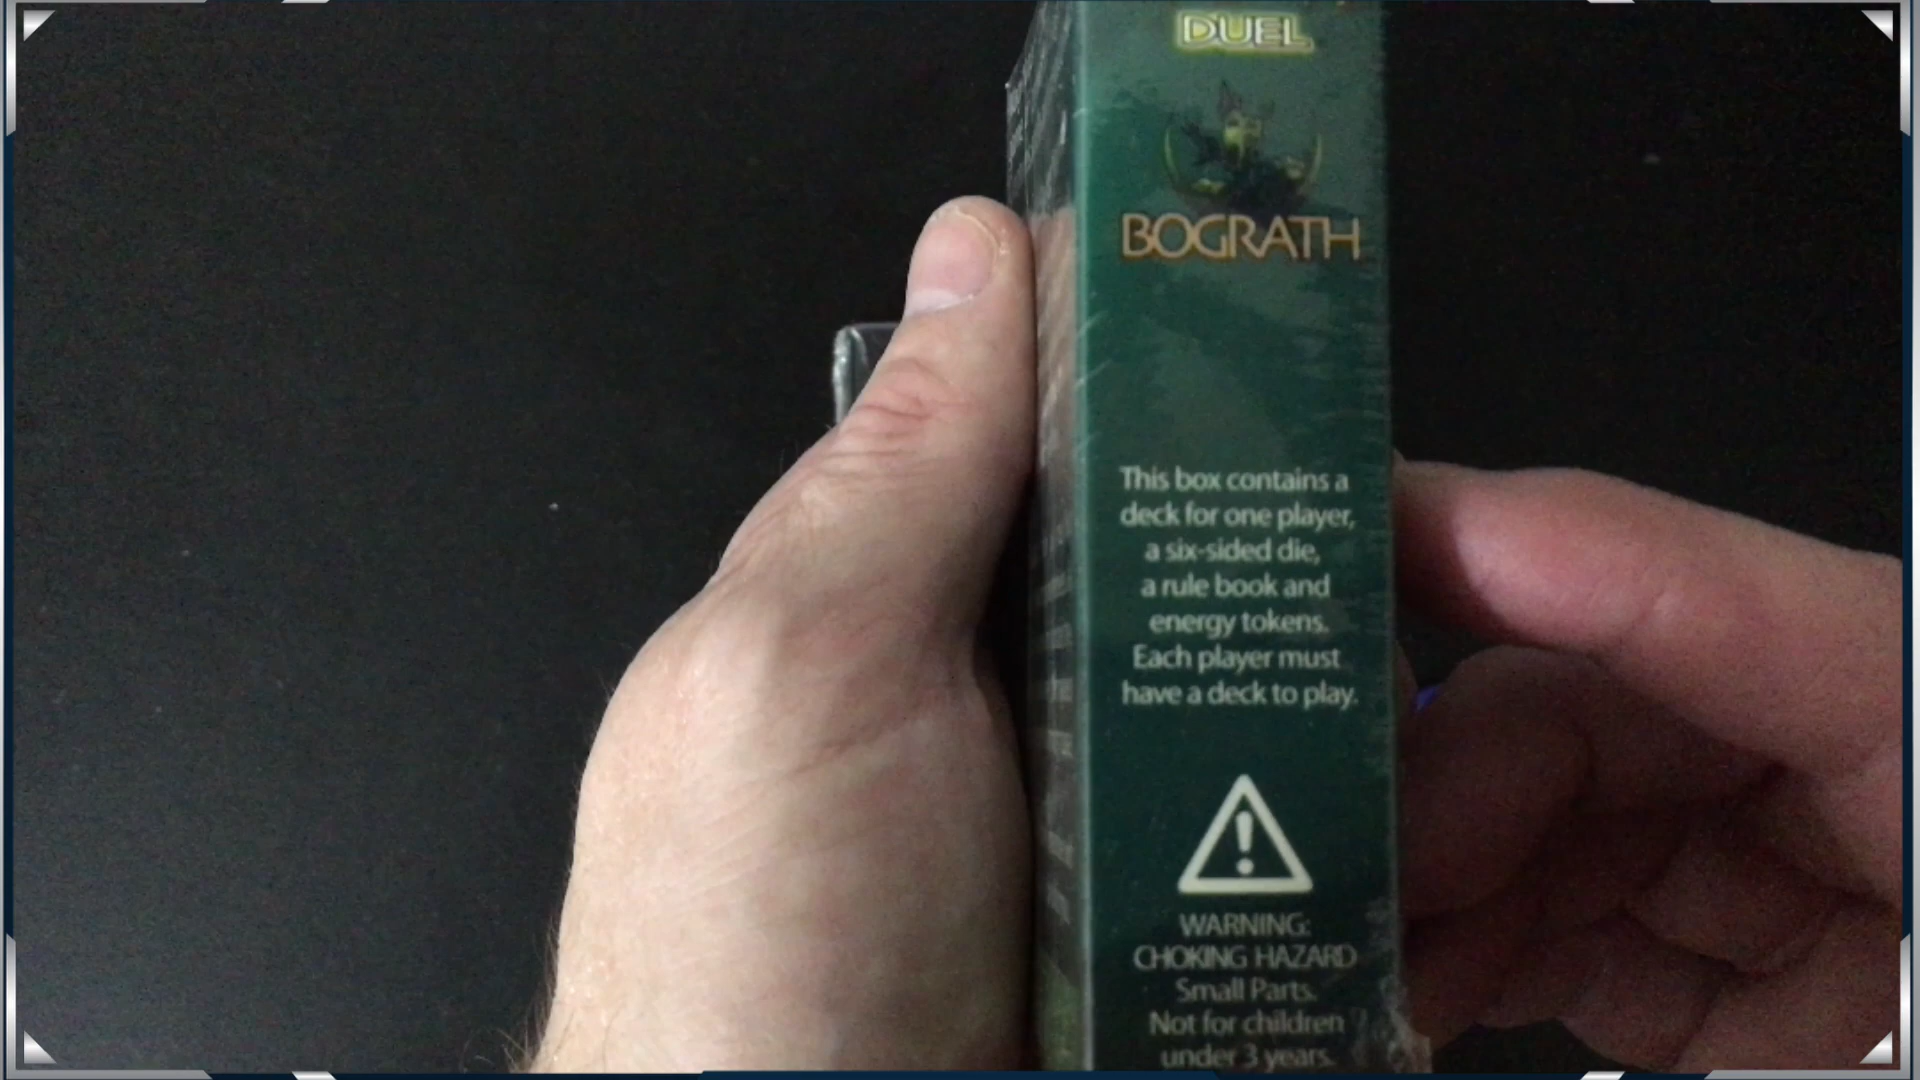 DUEL
BOGRATH
This box contains a
deck for one player,
a six-sided die,
a rule book and
energy tokens.
Each player must
have a deck to play.
WARNING:
CHOKING HAZARD
Small Parts.
Not for children
under 3 years.